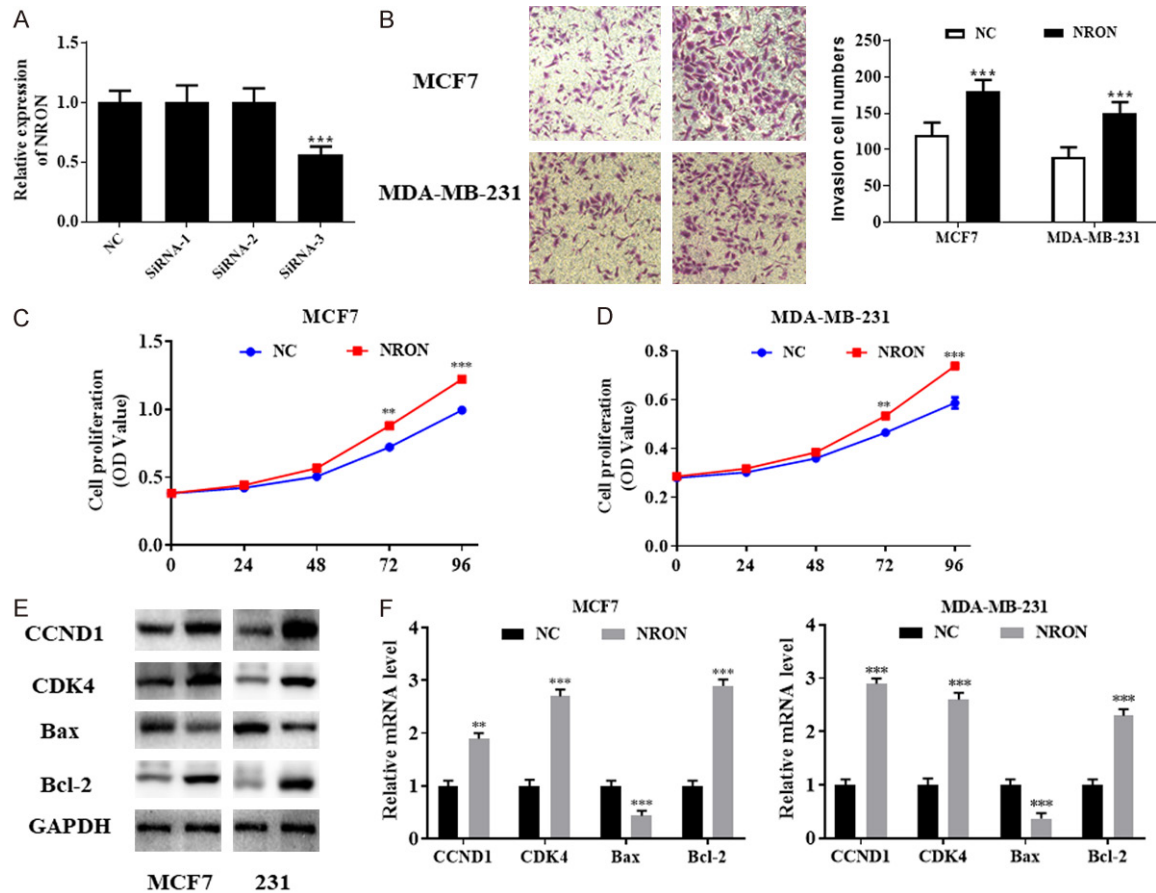 A
Relative expression
of NRON
1.5
1.0
0.5
0.0
***
NC
SiRNA-1
SiRNA-2
SiRNA-3
B
MCF7
MDA-MB-231
Invasion cell numbers
250
200
150
100
50
0
NC
NRON
***
***
MCF7
MDA-MB-231
C
MCF7
Cell proliferation
(OD Value)
1.5
1.0
0.5
0.0
NC
NRON
**
***
0
24
48
72
96
D
MDA-MB-231
Cell proliferation
(OD Value)
0.8
0.6
0.4
0.2
0.0
NC
NRON
**
***
0
24
48
72
96
E
CCND1
CDK4
Bax
Bcl-2
GAPDH
MCF7
231
F
MCF7
Relative mRNA level
4
3
2
1
0
NC
NRON
**
***
***
***
CCND1
CDK4
Bax
Bcl-2
MDA-MB-231
Relative mRNA level
4
3
2
1
0
NC
NRON
***
***
***
***
CCND1
CDK4
Bax
Bcl-2